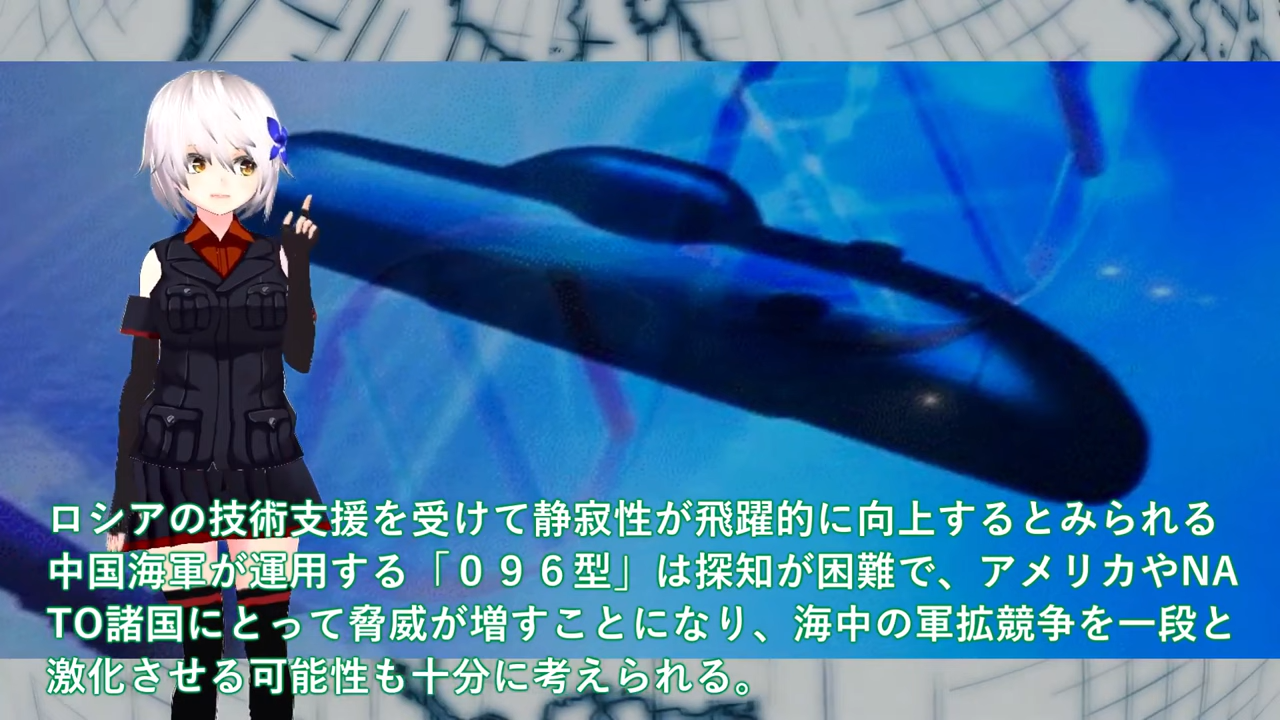 ロシアの技術支援を受けて静寂性が飛躍的に向上するとみられる
中国海軍が運用する「０９６型」は探知が困難で、アメリカやNA
TO諸国にとって脅威が増すことになり、海中の軍拡競争を一段と
激化させる可能性も十分に考えられる。